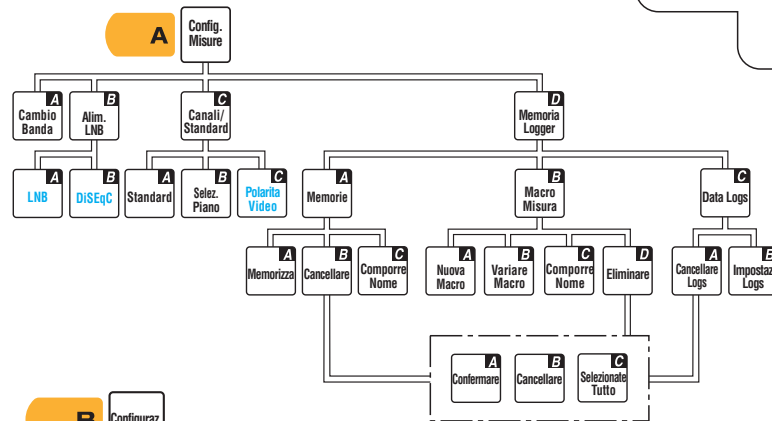 A
Config.
Misure
A
Cambio
Banda
B
Alim.
LNB
C
Canali/
Standard
D
Memoria
Logger
A
LNB
B
DiSEqC
A
Standard
B
Selez.
Piano
C
Polarita
Video
A
Memorie
B
Macro
Misura
C
Data Logs
A
Memorizza
B
Cancellare
C
Comporre
Nome
A
Nuova
Macro
B
Variare
Macro
C
Comporre
Nome
D
Eliminare
A
Cancellare
Logs
B
Impostaz
Logs
A
Confermare
B
Cancellare
C
Selezionate
Tutto
B
Configuraz